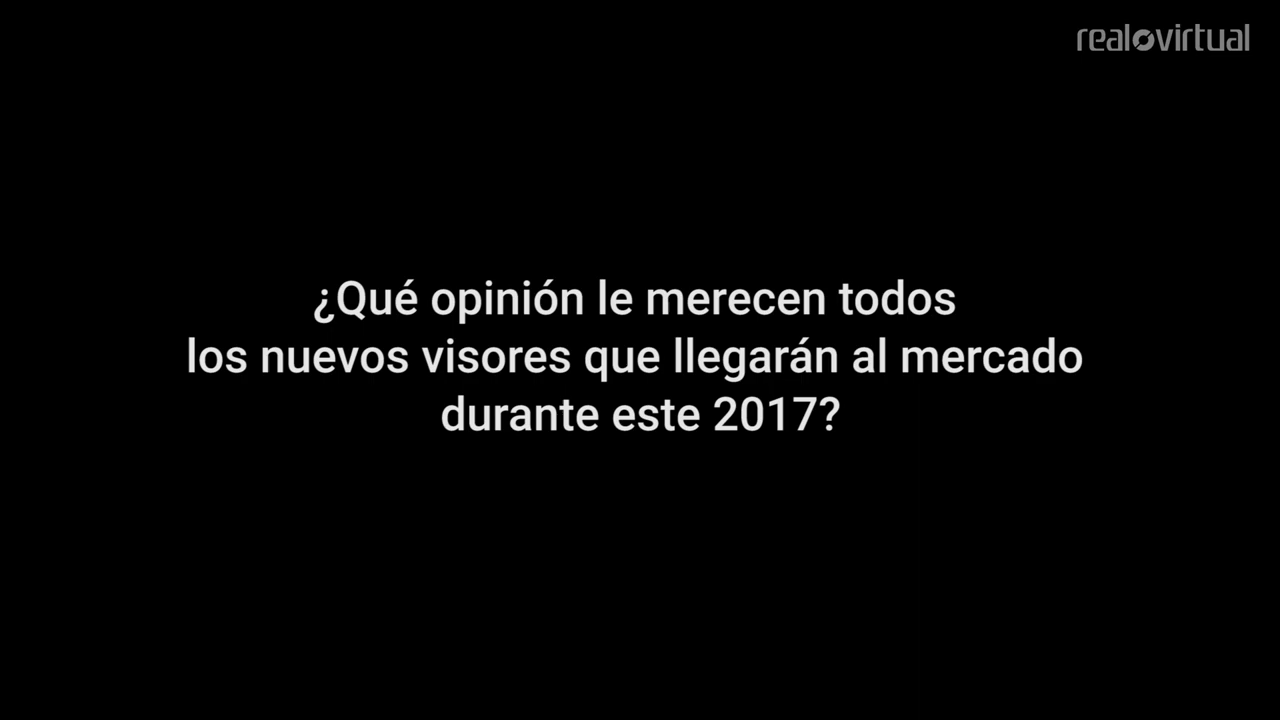 realovirtual
¿Qué opinión le merecen todos
los nuevos visores que llegarán al mercado
durante este 2017?